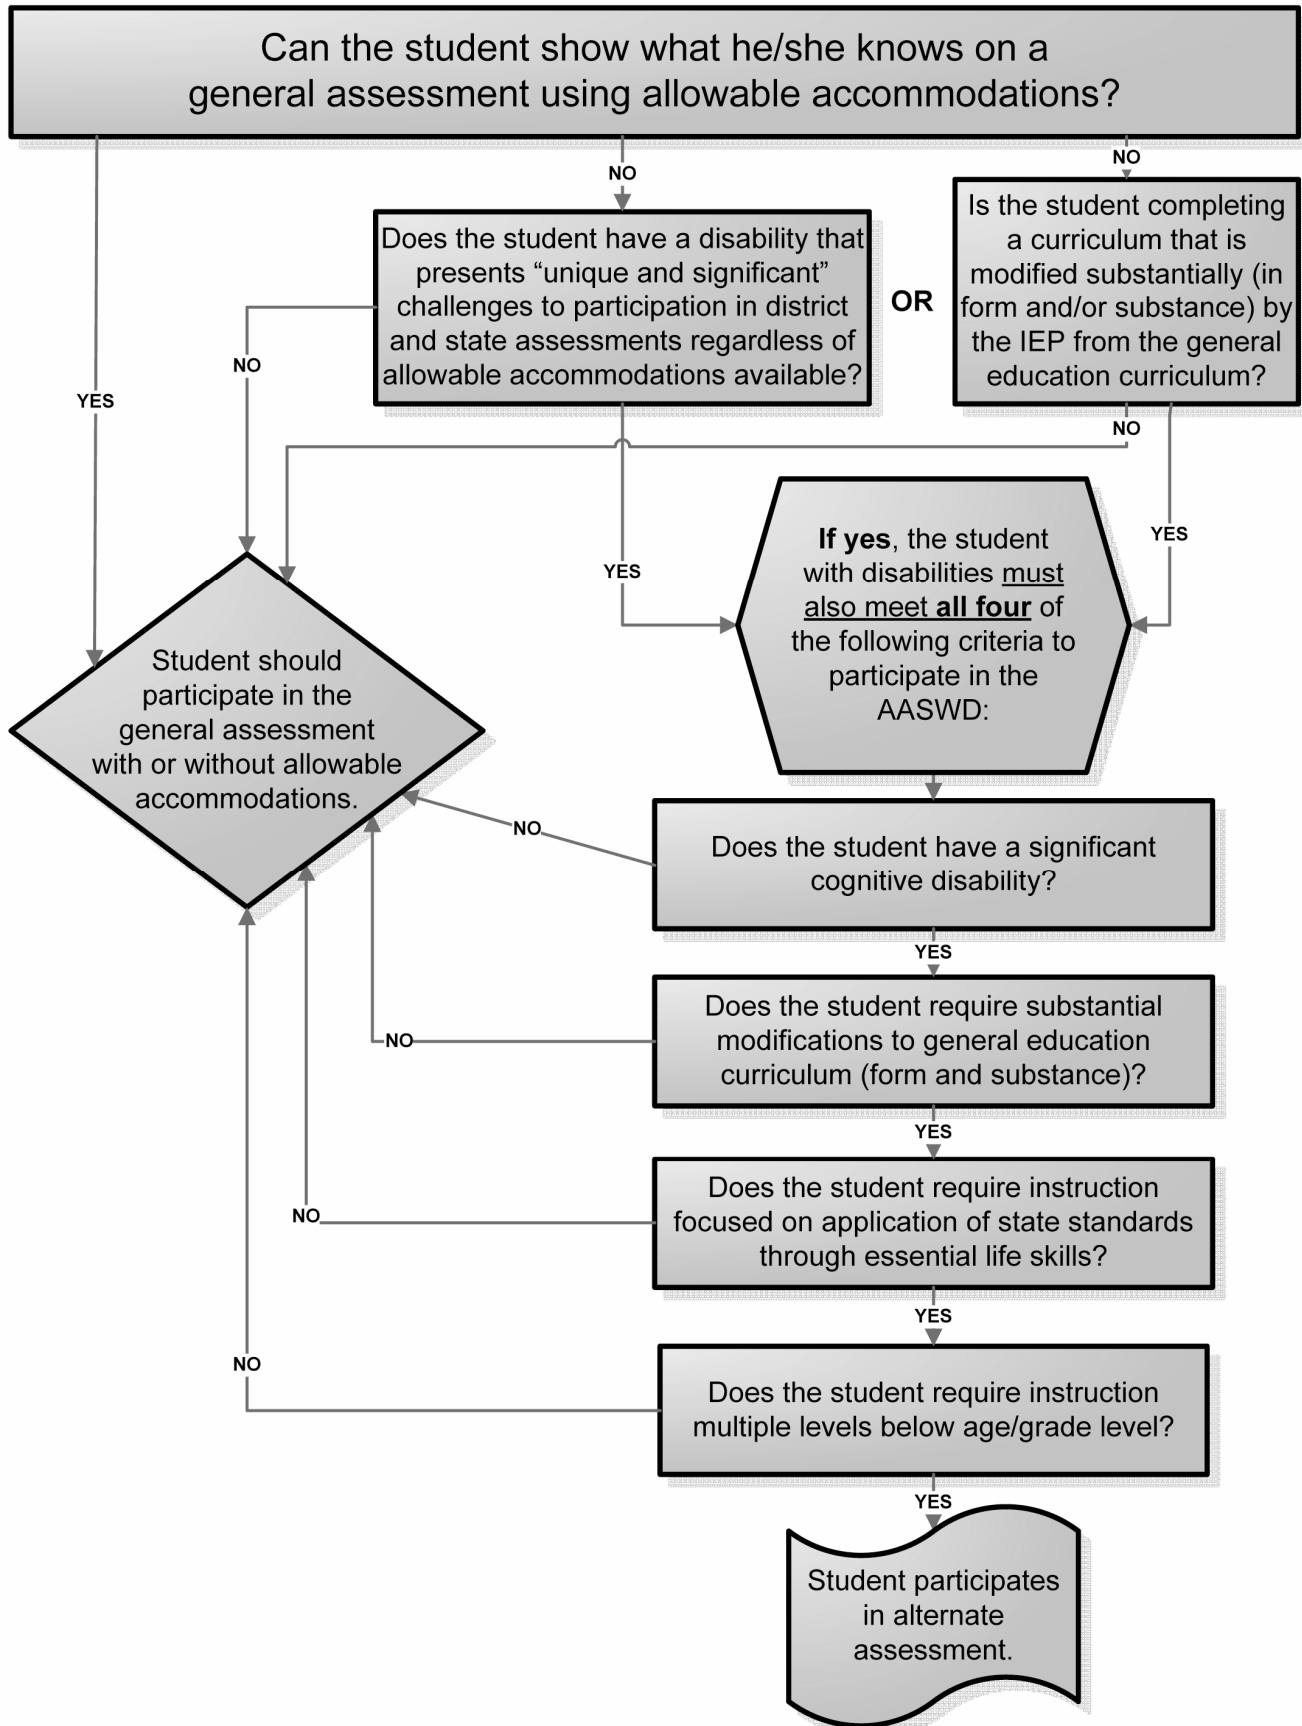 Can the student show what he/she knows on a
general assessment using allowable accommodations?
NO
NO
Does the student have a disability that
presents “unique and significant”
challenges to participation in district
and state assessments regardless of
allowable accommodations available?
OR
Is the student completing
a curriculum that is
modified substantially (in
form and/or substance) by
the IEP from the general
education curriculum?
NO
YES
NO
YES
YES
If yes, the student
with disabilities must
also meet all four of
the following criteria to
participate in the
AASWD:
Student should
participate in the
general assessment
with or without allowable
accommodations.
NO
Does the student have a significant
cognitive disability?
YES
NO
Does the student require substantial
modifications to general education
curriculum (form and substance)?
YES
NO
Does the student require instruction
focused on application of state standards
through essential life skills?
YES
NO
Does the student require instruction
multiple levels below age/grade level?
YES
Student participates
in alternate
assessment.